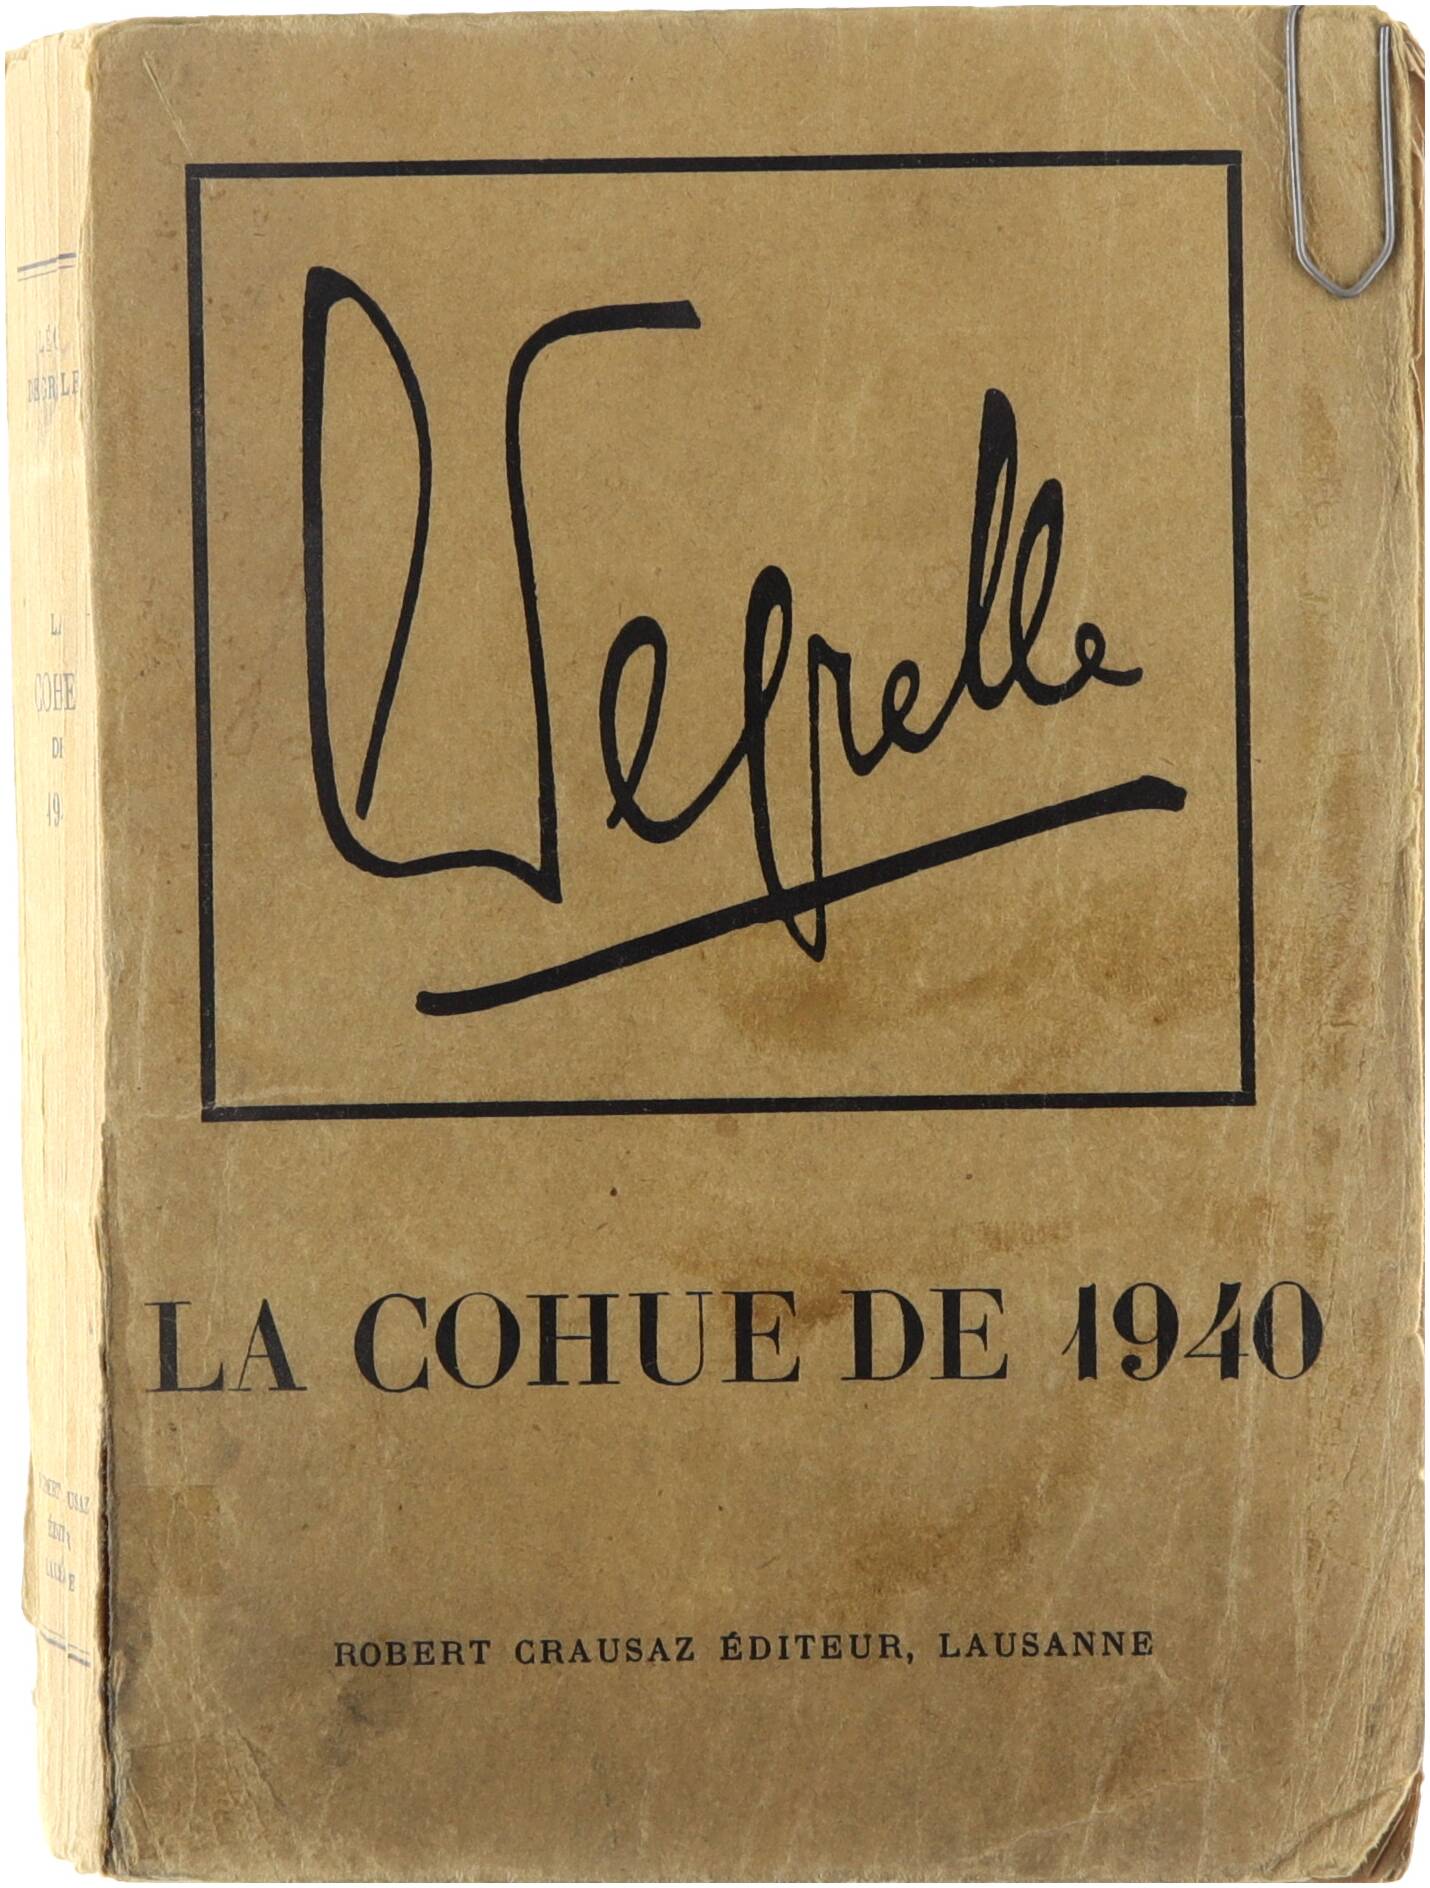 Degrelle
LA COHUE DE 1940
ROBERT CRAUSAZ ÉDITEUR, LAUSANNE